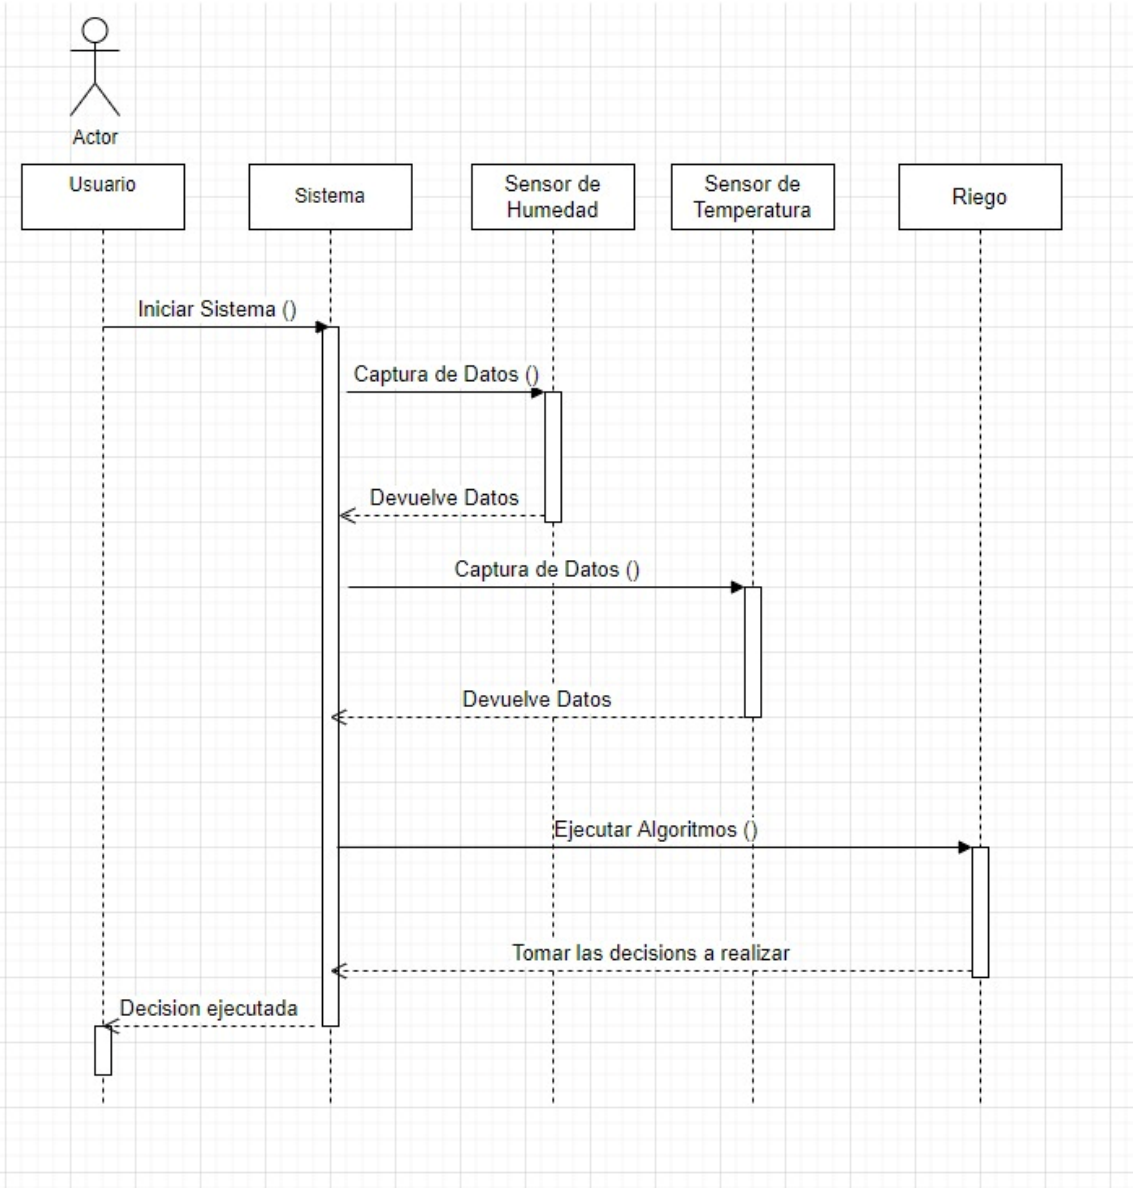 Actor
Usuario
Sistema
Sensor de
Humedad
Sensor de
Temperatura
Riego
Iniciar Sistema ()
Captura de Datos ()
Devuelve Datos
Captura de Datos ()
Devuelve Datos
Ejecutar Algoritmos ()
Tomar las decisions a realizar
Decision ejecutada